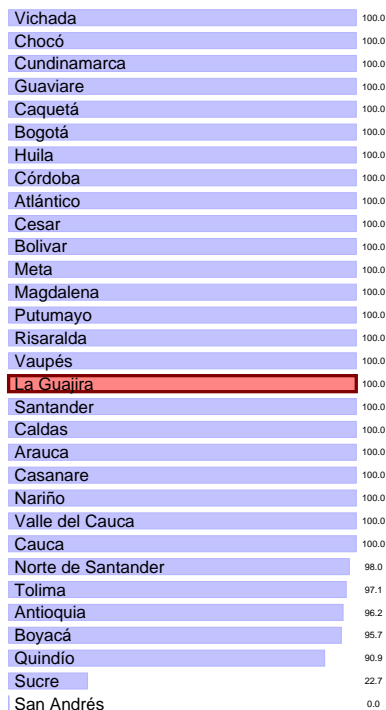 Vichada 100.0
Chocó 100.0
Cundinamarca 100.0
Guaviare 100.0
Caquetá 100.0
Bogotá 100.0
Huila 100.0
Córdoba 100.0
Atlántico 100.0
Cesar 100.0
Bolivar 100.0
Meta 100.0
Magdalena 100.0
Putumayo 100.0
Risaralda 100.0
Vaupés 100.0
La Guajira 100.0
Santander 100.0
Caldas 100.0
Arauca 100.0
Casanare 100.0
Nariño 100.0
Valle del Cauca 100.0
Cauca 100.0
Norte de Santander 98.0
Tolima 97.1
Antioquia 96.2
Boyacá 95.7
Quindío 90.9
Sucre 22.7
San Andrés 0.0